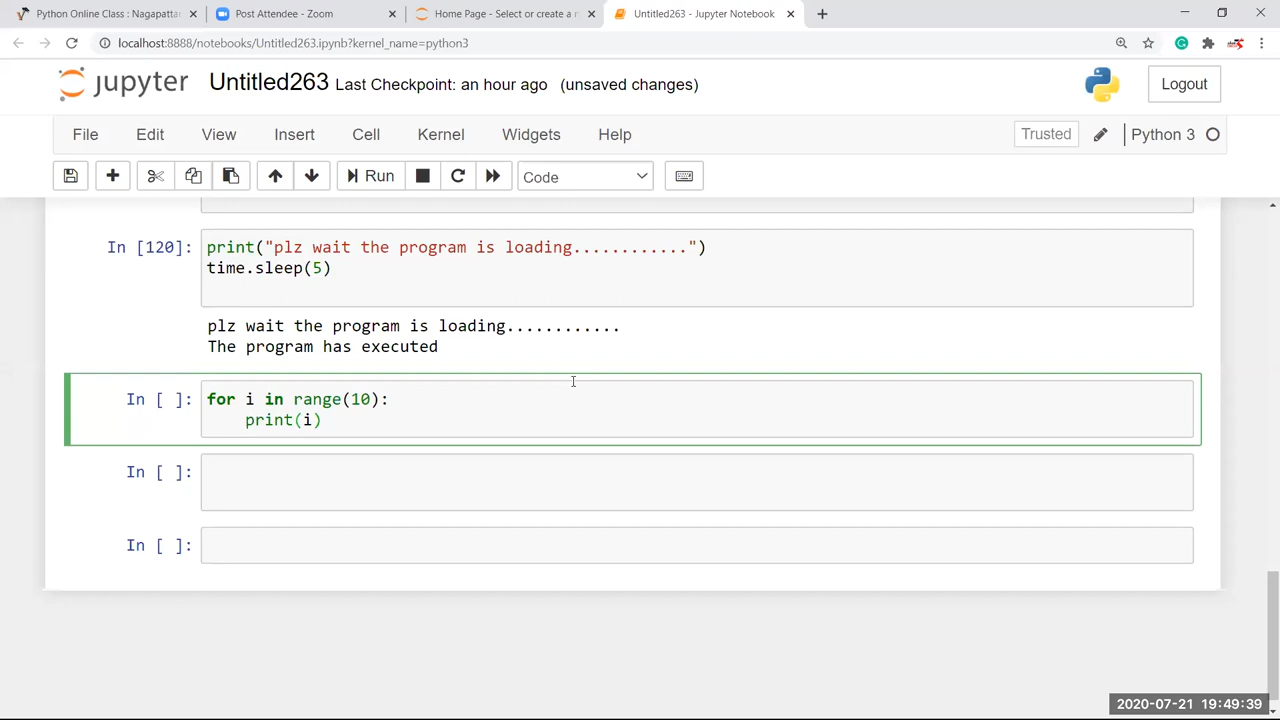 Python Online Class : Nagapatta
Post Attendee - Zoom
Home Page - Select or create a n
Untitled263 - Jupyter Notebook
localhost:8888/notebooks/Untitled263.ipynb?kernel_name=python3
jupyter Untitled263 Last Checkpoint: an hour ago (unsaved changes)
Logout
File Edit View Insert Cell Kernel Widgets Help
Trusted Python 3
Run Code
In [120]: print("plz wait the program is loading............")
time.sleep(5)
plz wait the program is loading............
The program has executed
In [ ]: for i in range(10):
print(i)
In [ ]:
In [ ]:
2020-07-21 19:49:39